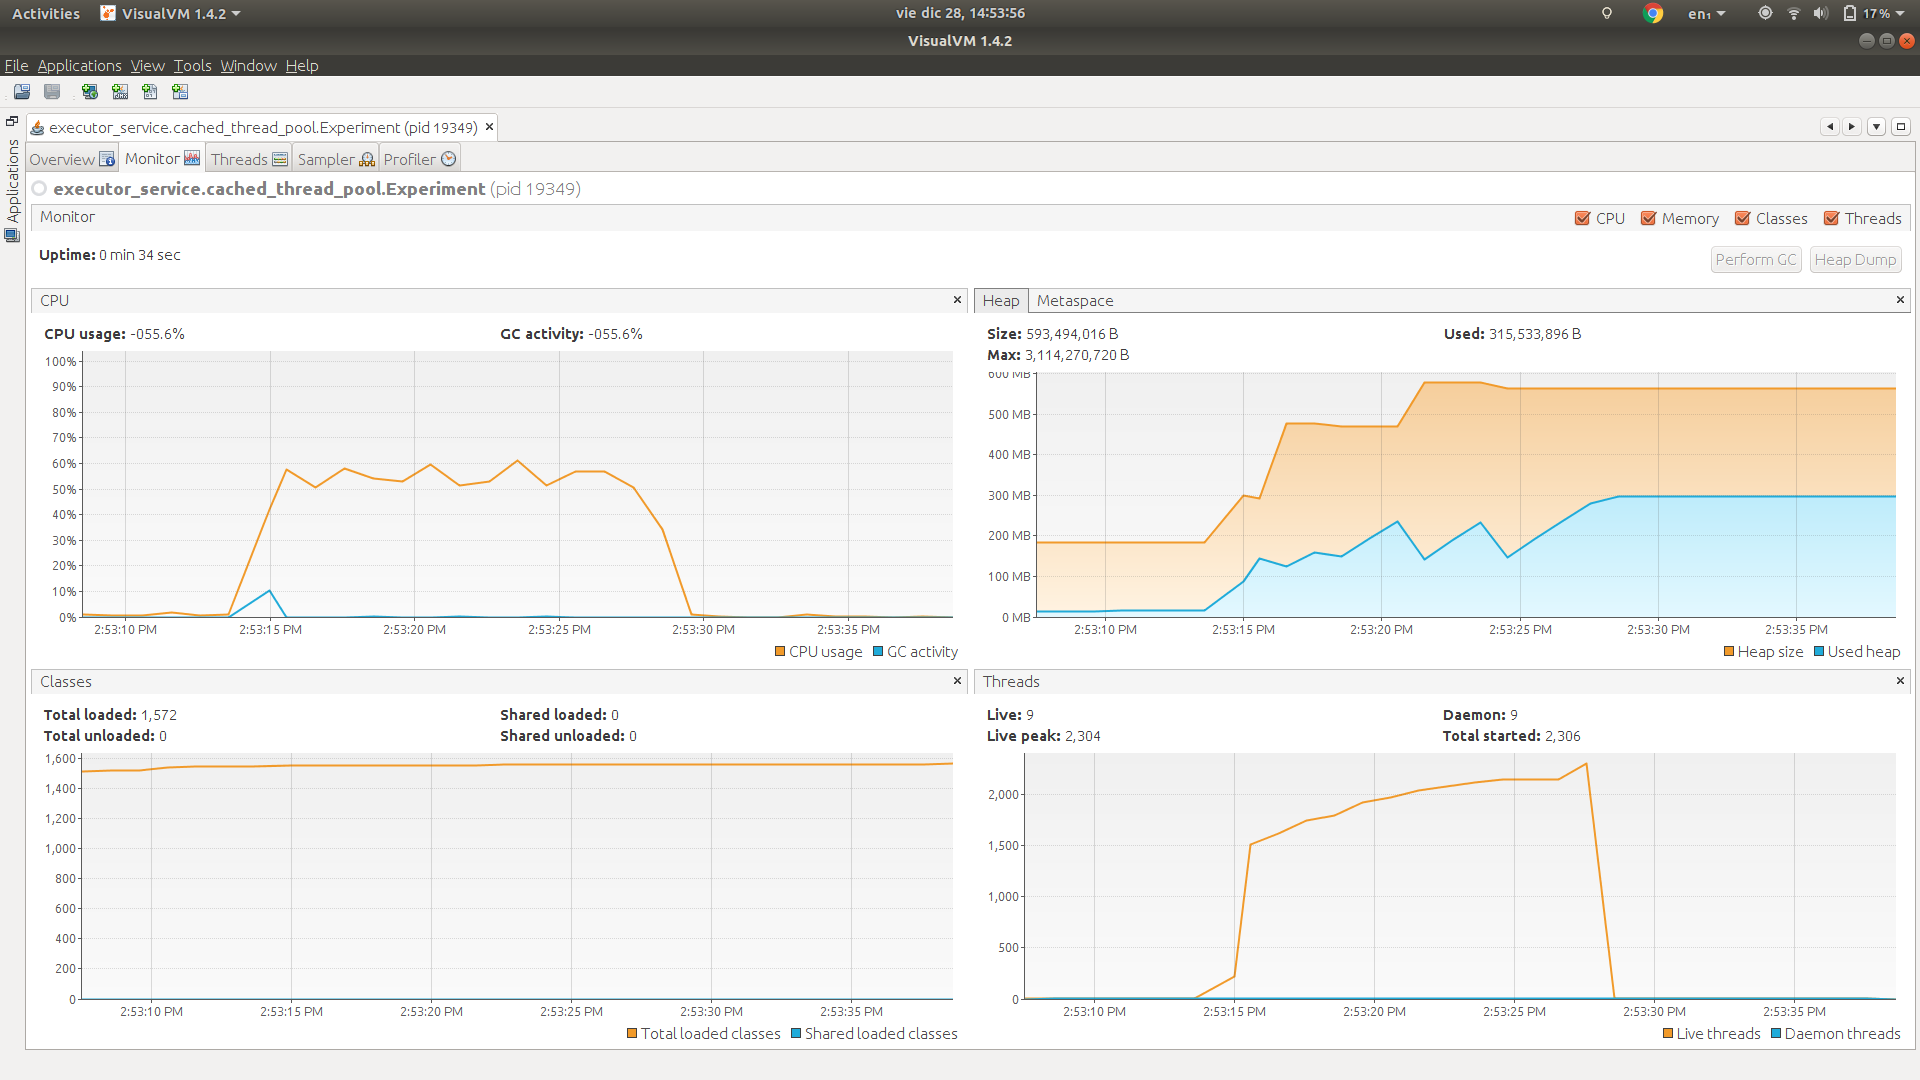 Activities VisualVM 1.4.2 vie dic 28, 14:53:56 en₁ 17%
VisualVM 1.4.2
File Applications View Tools Window Help
executor_service.cached_thread_pool.Experiment (pid 19349)
Applications
Overview Monitor Threads Sampler Profiler
executor_service.cached_thread_pool.Experiment (pid 19349)
Monitor CPU Memory Classes Threads
Uptime: 0 min 34 sec Perform GC Heap Dump
CPU
CPU usage: -055.6% GC activity: -055.6%
100%
90%
80%
70%
60%
50%
40%
30%
20%
10%
0%
2:53:10 PM 2:53:15 PM 2:53:20 PM 2:53:25 PM 2:53:30 PM 2:53:35 PM
CPU usage GC activity
Heap Metaspace
Size: 593,494,016 B Used: 315,533,896 B
Max: 3,114,270,720 B
600 MB
500 MB
400 MB
300 MB
200 MB
100 MB
0 MB
2:53:10 PM 2:53:15 PM 2:53:20 PM 2:53:25 PM 2:53:30 PM 2:53:35 PM
Heap size Used heap
Classes
Total loaded: 1,572 Shared loaded: 0
Total unloaded: 0 Shared unloaded: 0
1,600
1,400
1,200
1,000
800
600
400
200
0
2:53:10 PM 2:53:15 PM 2:53:20 PM 2:53:25 PM 2:53:30 PM 2:53:35 PM
Total loaded classes Shared loaded classes
Threads
Live: 9 Daemon: 9
Live peak: 2,304 Total started: 2,306
2,000
1,500
1,000
500
0
2:53:10 PM 2:53:15 PM 2:53:20 PM 2:53:25 PM 2:53:30 PM 2:53:35 PM
Live threads Daemon threads